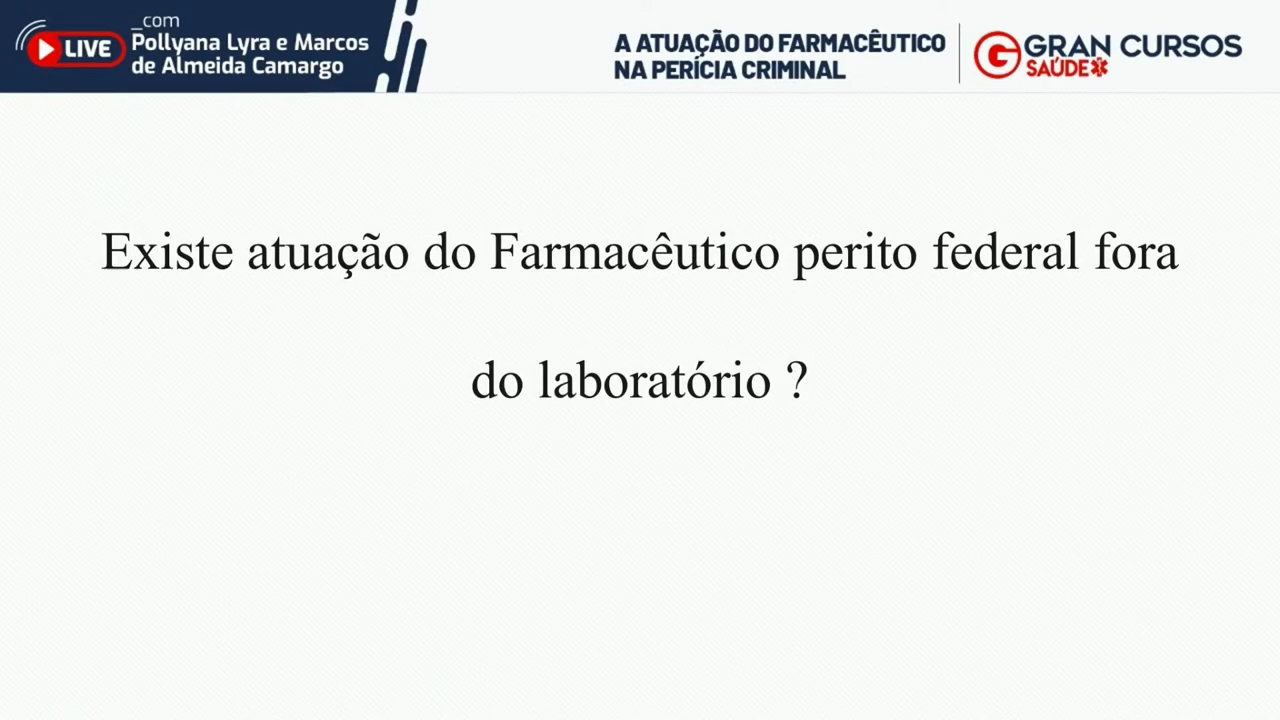 _com
LIVE
Pollyana Lyra e Marcos
de Almeida Camargo
A ATUAÇÃO DO FARMACÊUTICO
NA PERÍCIA CRIMINAL
G GRAN CURSOS
SAÚDE
Existe atuação do Farmacêutico perito federal fora
do laboratório ?